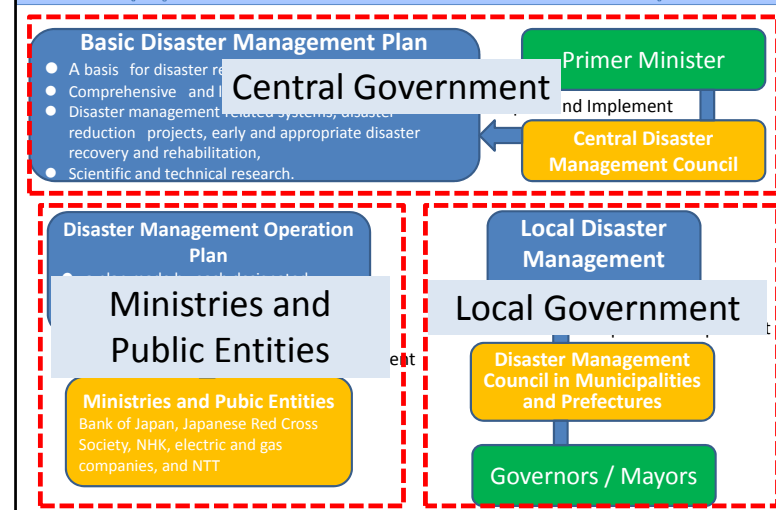 Basic Disaster Management Plan
A basis for disaster
Comprehensive and
Disaster management related systems, disaster
reduction projects, early and appropriate disaster
recovery and rehabilitation,
Scientific and technical research.
Central Government
Primer Minister
and Implement
Central Disaster
Management Council
Disaster Management Operation
Plan
Ministries and
Public Entities
Ministries and Pubic Entities
Bank of Japan, Japanese Red Cross
Society, NHK, electric and gas
companies, and NTT
Local Disaster
Management
Local Government
Disaster Management
Council in Municipalities
and Prefectures
Governors / Mayors